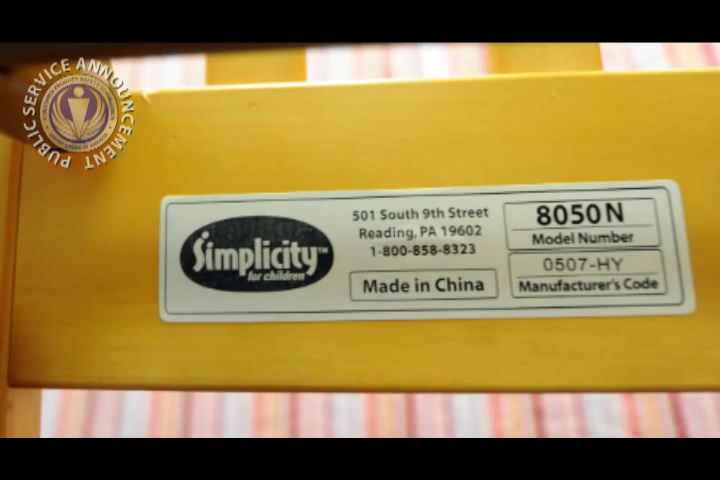 PUBLIC SERVICE ANNOUNCEMENT
Simplicity™
for children
501 South 9th Street
Reading, PA 19602
1-800-858-8323
Made in China
8050N
Model Number
0507-HY
Manufacturer's Code